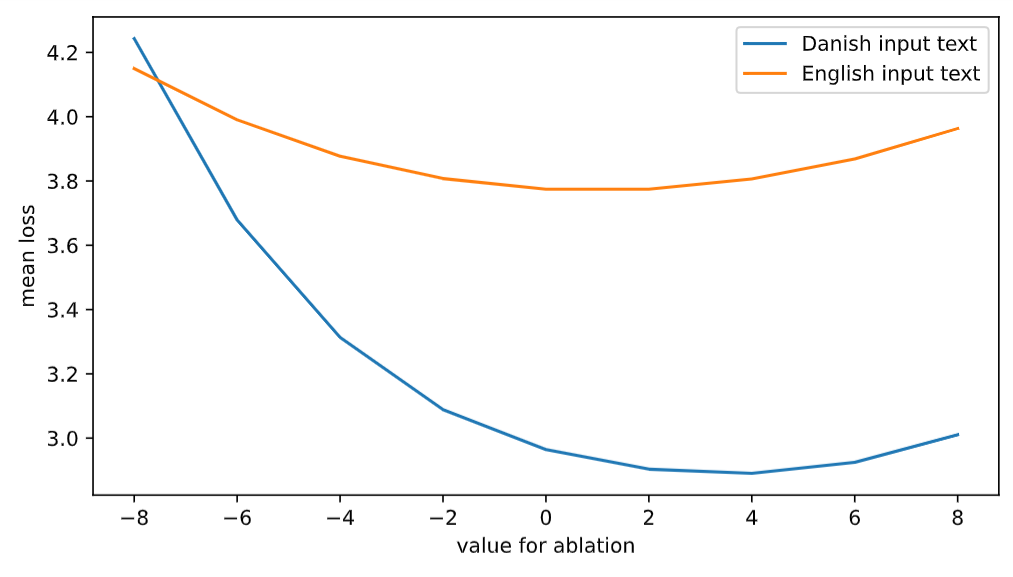 Danish input text
English input text
4.2
4.0
3.8
3.6
3.4
3.2
3.0
mean loss
−8 −6 −4 −2 0 2 4 6 8
value for ablation